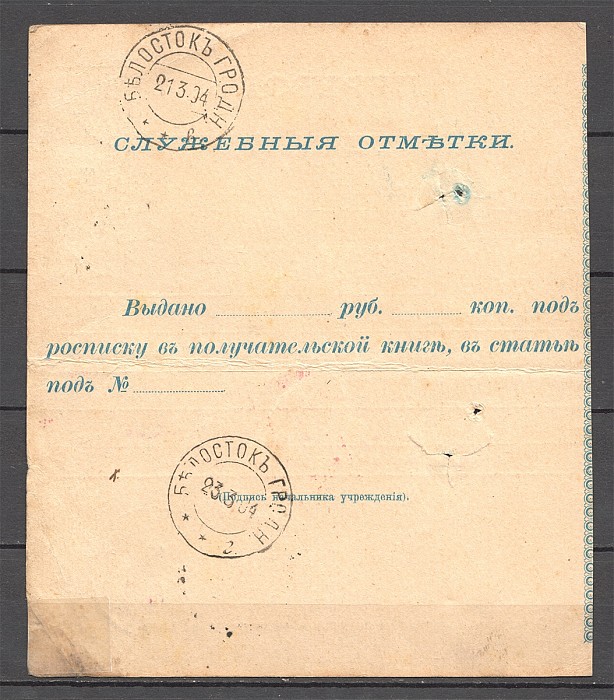 БѢЛОСТОКЪ ГРОДН.
21.3.04
в
СЛУЖЕБНЫЯ ОТМѢТКИ.
Выдано руб. коп. подъ
росписку въ получательской книгѣ, въ статьѣ
подъ №
БѢЛОСТОКЪ ГРОДН.
23.3.04
2.
(Подпись начальника учрежденія).